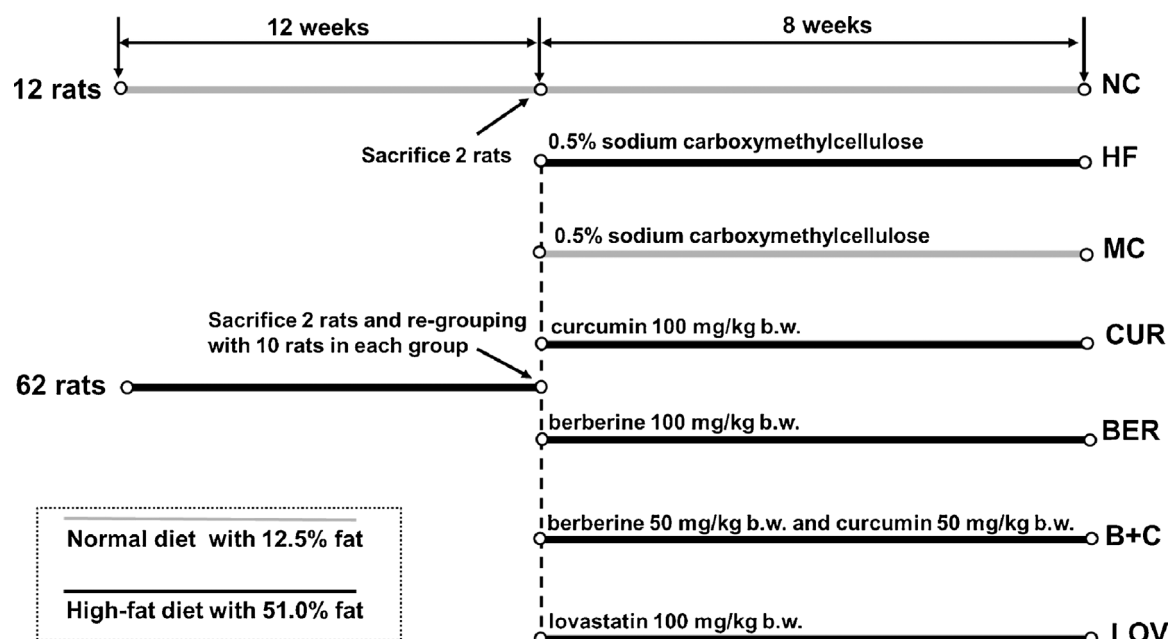 12 weeks
8 weeks
12 rats
NC
Sacrifice 2 rats
0.5% sodium carboxymethylcellulose
HF
0.5% sodium carboxymethylcellulose
MC
Sacrifice 2 rats and re-grouping
with 10 rats in each group
curcumin 100 mg/kg b.w.
CUR
62 rats
berberine 100 mg/kg b.w.
BER
berberine 50 mg/kg b.w. and curcumin 50 mg/kg b.w.
B+C
Normal diet with 12.5% fat
High-fat diet with 51.0% fat
lovastatin 100 mg/kg b.w.
LOV